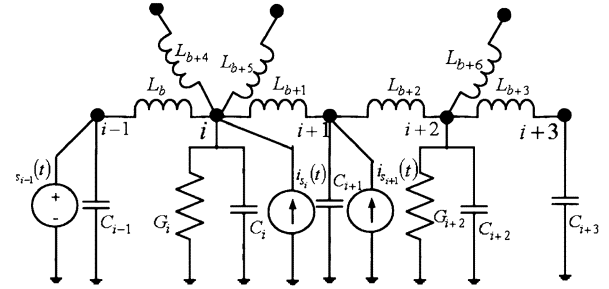 L_{b+4}
L_{b+5}
L_{b+6}
L_b
L_{b+1}
L_{b+2}
L_{b+3}
i−1
i
i+1
i+2
i+3
s_{i−1}(t)
+
-
C_{i−1}
G_i
C_i
i_{s_i}(t)
C_{i+1}
i_{s_{i+1}}(t)
G_{i+2}
C_{i+2}
C_{i+3}